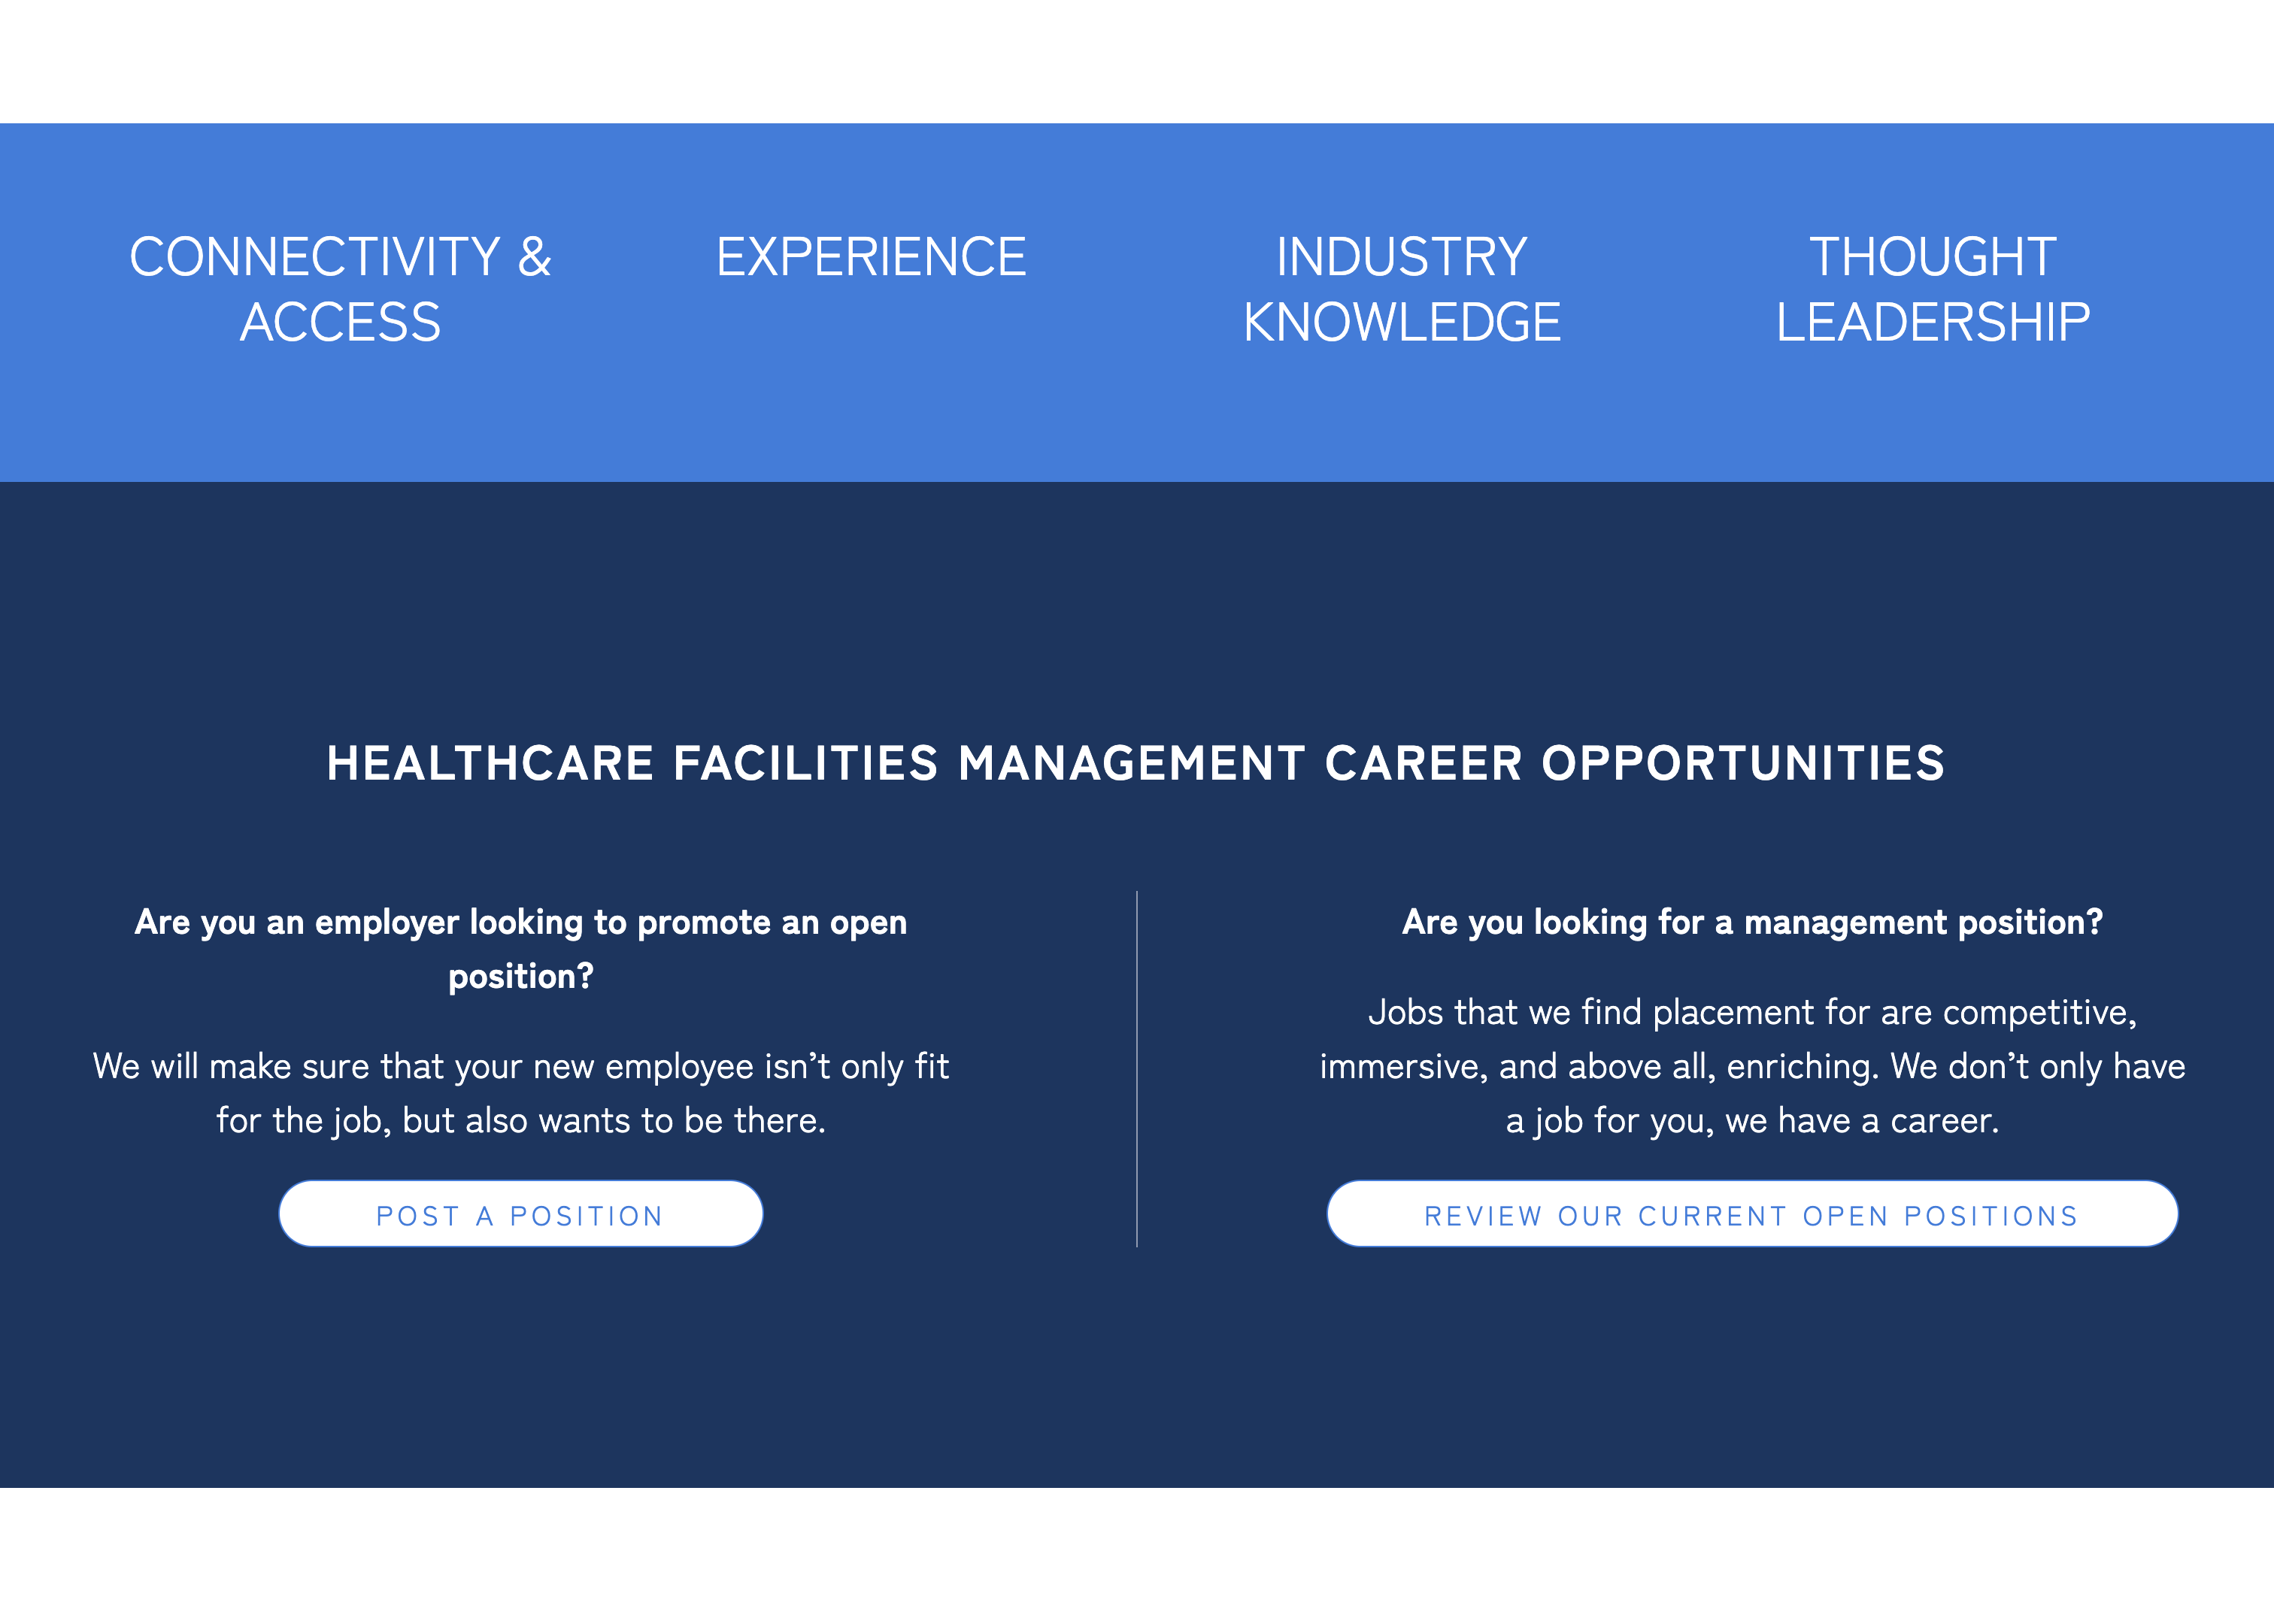 CONNECTIVITY &
ACCESS
EXPERIENCE
INDUSTRY
KNOWLEDGE
THOUGHT
LEADERSHIP
HEALTHCARE FACILITIES MANAGEMENT CAREER OPPORTUNITIES
Are you an employer looking to promote an open
position?
We will make sure that your new employee isn’t only fit
for the job, but also wants to be there.
POST A POSITION
Are you looking for a management position?
Jobs that we find placement for are competitive,
immersive, and above all, enriching. We don’t only have
a job for you, we have a career.
REVIEW OUR CURRENT OPEN POSITIONS